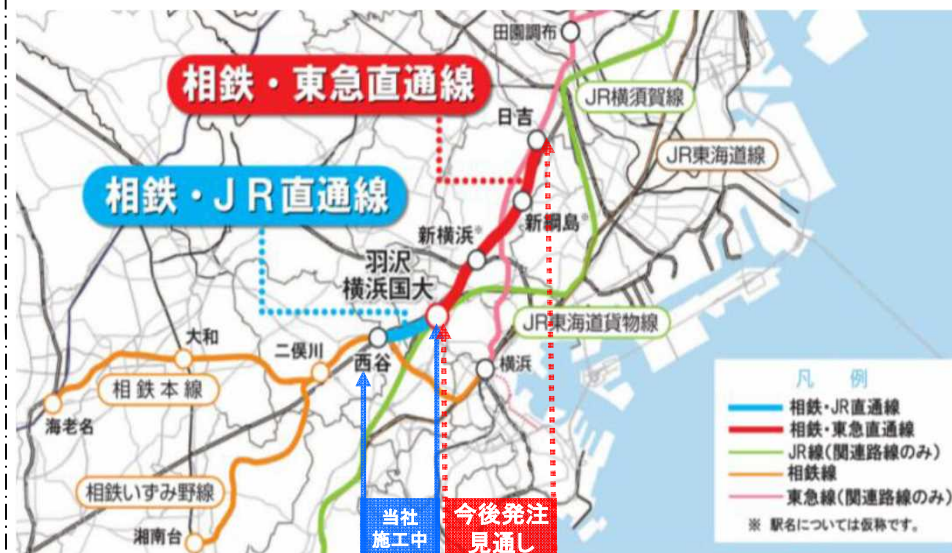 田園調布
相鉄・東急直通線
JR横須賀線
日吉
JR東海道線
相鉄・JR直通線
新綱島※
新横浜※
羽沢
横浜国大
JR東海道貨物線
大和
二俣川
西谷
横浜
相鉄本線
海老名
相鉄いずみ野線
湘南台
当社
施工中
今後発注
見通し
凡例
相鉄・JR直通線
相鉄・東急直通線
JR線(関連路線のみ)
相鉄線
東急線(関連路線のみ)
※ 駅名については仮称です。